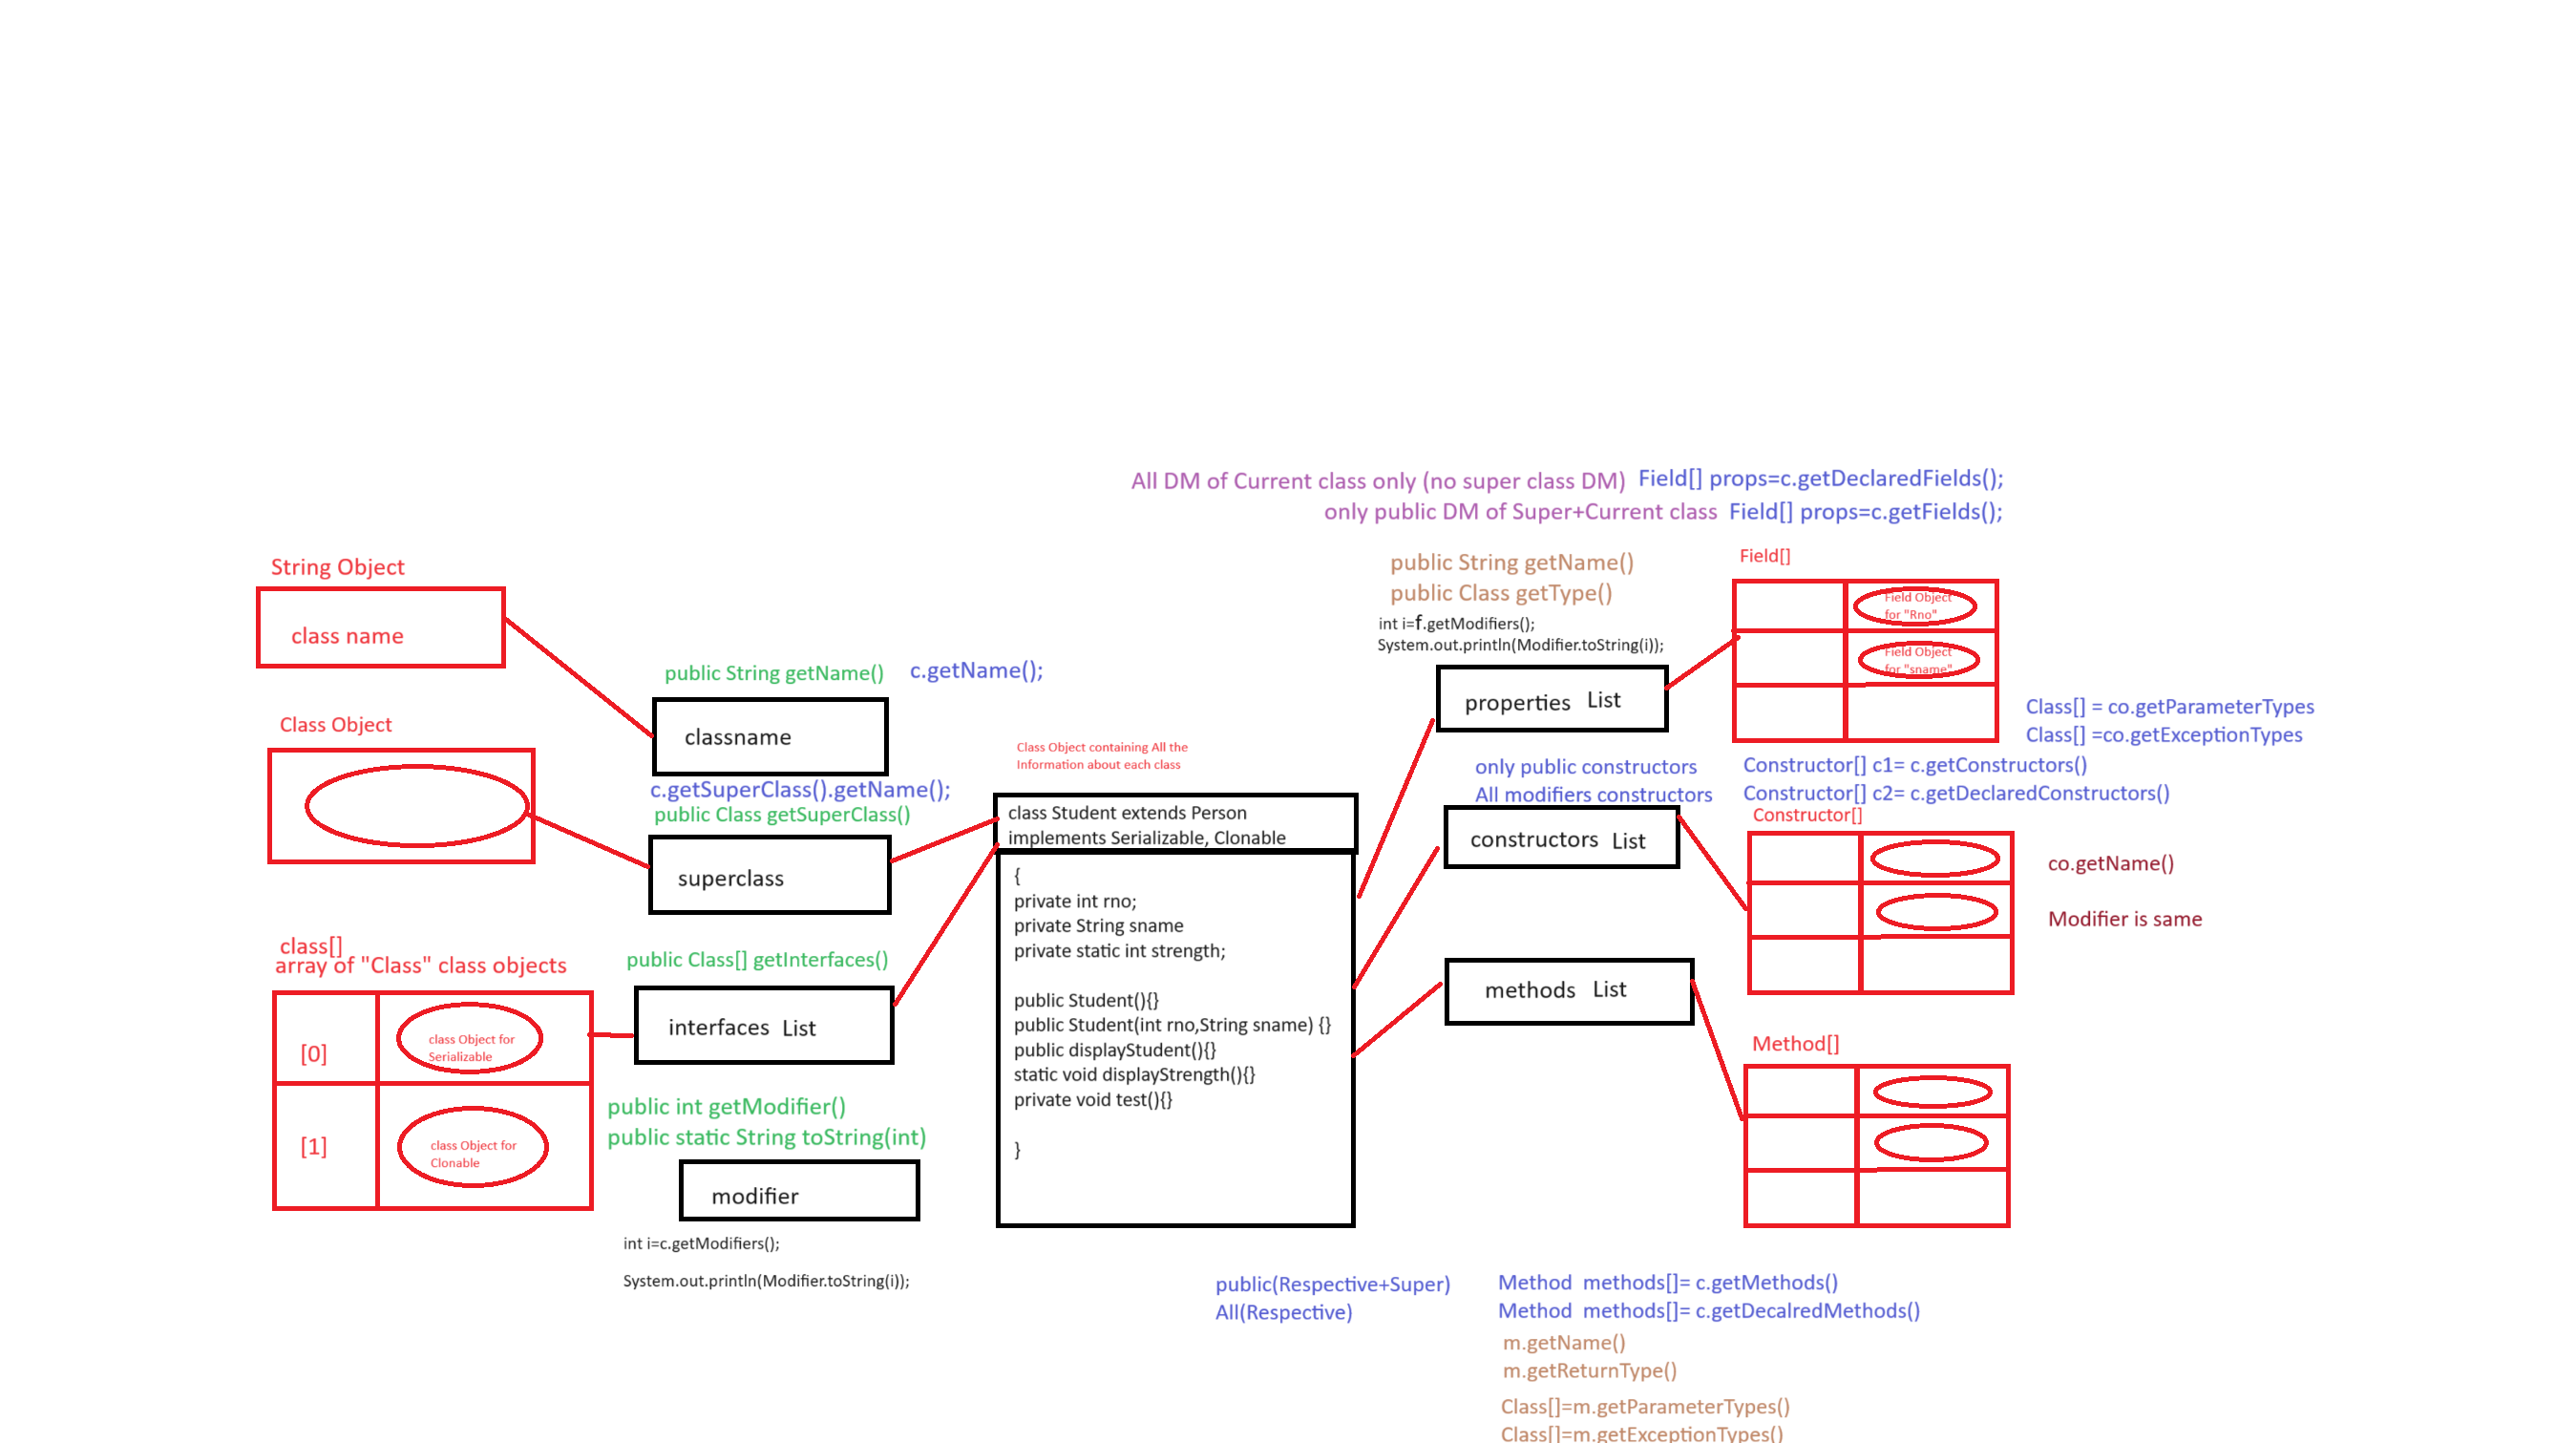 All DM of Current class only (no super class DM) Field[] props=c.getDeclaredFields();
only public DM of Super+Current class Field[] props=c.getFields();
String Object
class name
public String getName() c.getName();
classname
Class Object
c.getSuperClass().getName();
public Class getSuperClass()
superclass
class[]
array of "Class" class objects
[0]
class Object for
Serializable
[1]
class Object for
Clonable
public Class[] getInterfaces()
interfaces List
public int getModifier()
public static String toString(int)
modifier
int i=c.getModifiers();
System.out.println(Modifier.toString(i));
Class Object containing All the
Information about each class
class Student extends Person
implements Serializable, Clonable
{
private int rno;
private String sname
private static int strength;
public Student(){}
public Student(int rno,String sname) {}
public displayStudent(){}
static void displayStrength(){}
private void test(){}
}
public String getName()
public Class getType()
int i=f.getModifiers();
System.out.println(Modifier.toString(i));
properties List
Field[]
Field Object
for "Rno"
Field Object
for "sname"
Class[] = co.getParameterTypes
Class[] =co.getExceptionTypes
only public constructors Constructor[] c1= c.getConstructors()
All modifiers constructors Constructor[] c2= c.getDeclaredConstructors()
constructors List
Constructor[]
co.getName()
Modifier is same
methods List
Method[]
public(Respective+Super) Method methods[]= c.getMethods()
All(Respective) Method methods[]= c.getDecalredMethods()
m.getName()
m.getReturnType()
Class[]=m.getParameterTypes()
Class[]=m.getExceptionTypes()